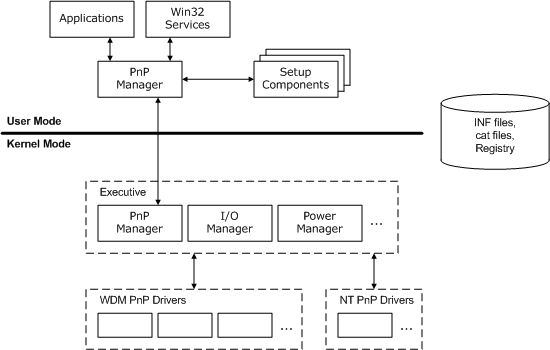 Applications
Win32
Services
PnP
Manager
Setup
Components
User Mode
Kernel Mode
INF files,
cat files,
Registry
Executive
PnP
Manager
I/O
Manager
Power
Manager
...
WDM PnP Drivers
...
NT PnP Drivers
...